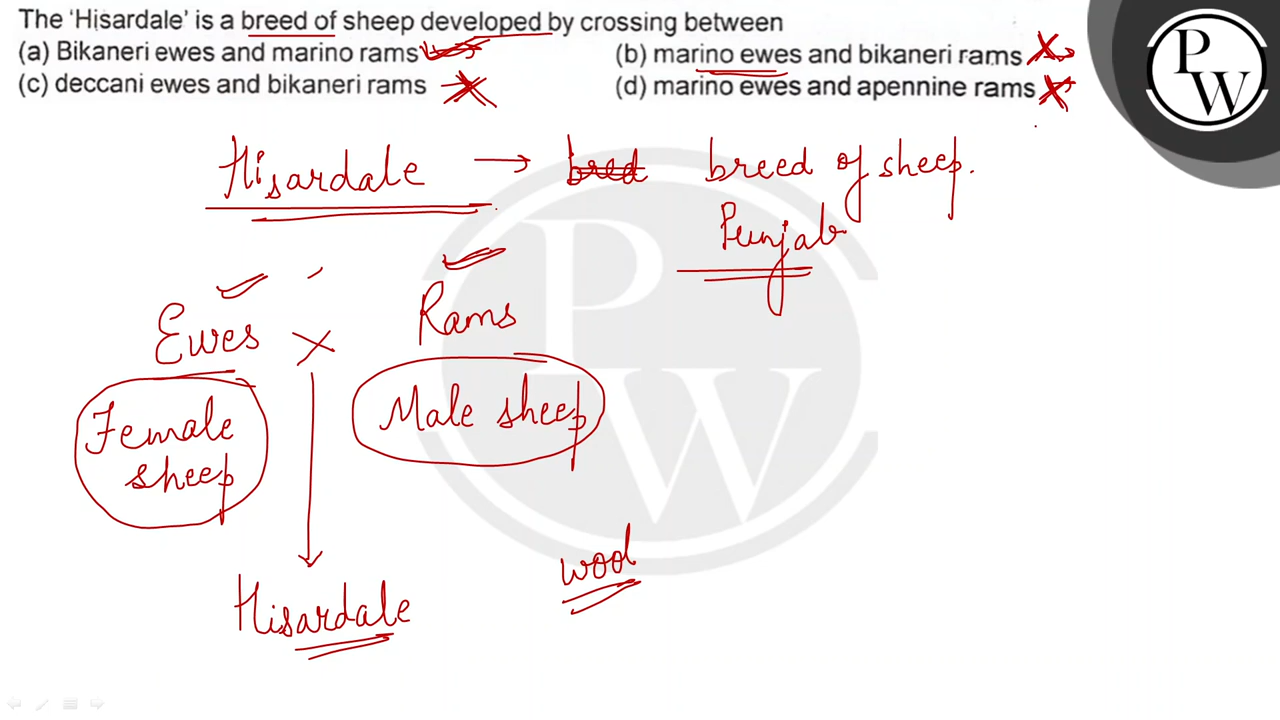 The 'Hisardale' is a breed of sheep developed by crossing between
(a) Bikaneri ewes and marino rams
(b) marino ewes and bikaneri rams
(c) deccani ewes and bikaneri rams
(d) marino ewes and apennine rams
P
W
Hisardale → bred breed of sheep.
Punjab
Ewes × Rams
Female sheep
Male sheep
Hisardale
wool
P
W